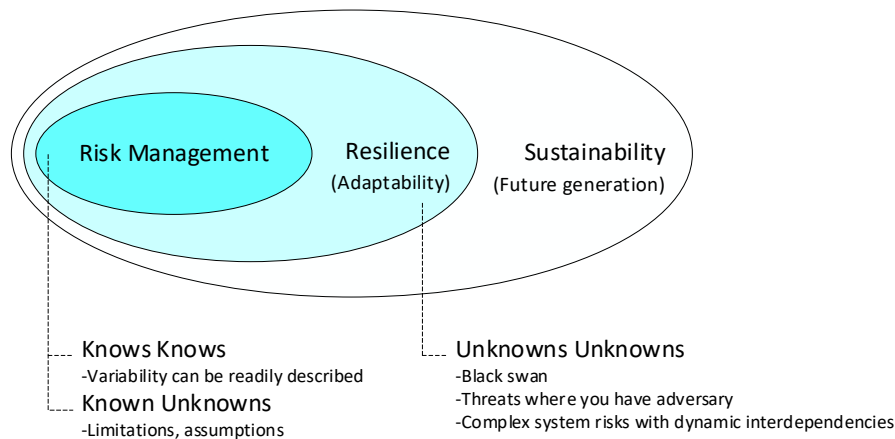 Risk Management
Resilience
(Adaptability)
Sustainability
(Future generation)
Knows Knows
-Variability can be readily described
Known Unknowns
-Limitations, assumptions
Unknowns Unknowns
-Black swan
-Threats where you have adversary
-Complex system risks with dynamic interdependencies